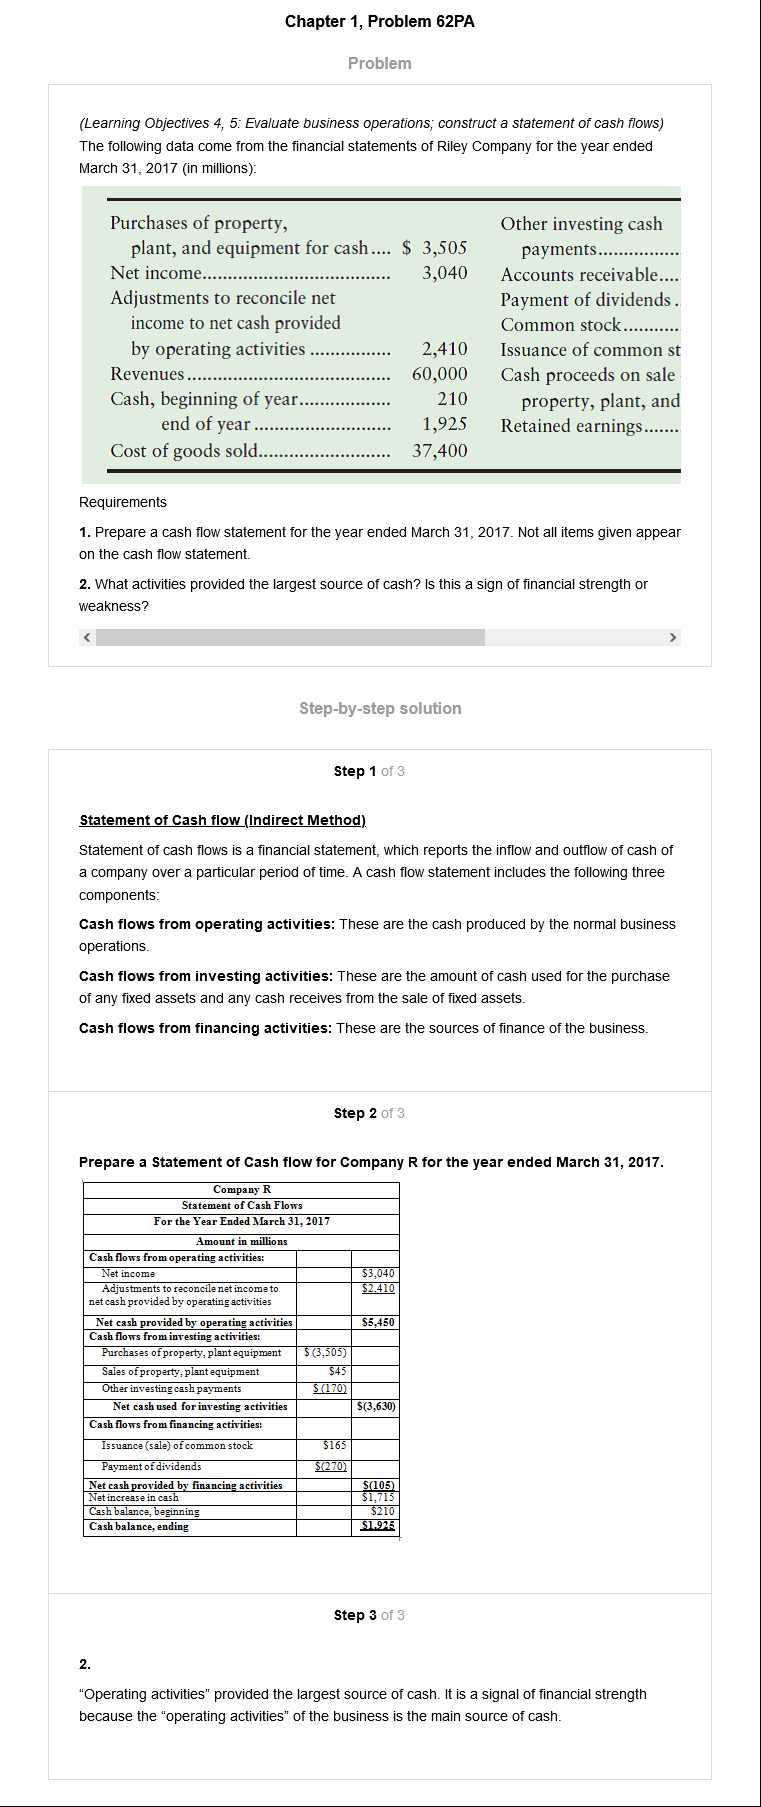 Chapter 1, Problem 62PA
Problem
(Learning Objectives 4, 5: Evaluate business operations; construct a statement of cash flows)
The following data come from the financial statements of Riley Company for the year ended
March 31, 2017 (in millions):
Purchases of property,
plant, and equipment for cash.... $ 3,505
Net income...................................... 3,040
Adjustments to reconcile net
income to net cash provided
by operating activities ................ 2,410
Revenues ......................................... 60,000
Cash, beginning of year................... 210
end of year ............................ 1,925
Cost of goods sold........................... 37,400
Other investing cash
payments.................
Accounts receivable....
Payment of dividends .
Common stock...........
Issuance of common st
Cash proceeds on sale
property, plant, and
Retained earnings.......
Requirements
1. Prepare a cash flow statement for the year ended March 31, 2017. Not all items given appear
on the cash flow statement.
2. What activities provided the largest source of cash? Is this a sign of financial strength or
weakness?
Step-by-step solution
Step 1 of 3
Statement of Cash flow (Indirect Method)
Statement of cash flows is a financial statement, which reports the inflow and outflow of cash of
a company over a particular period of time. A cash flow statement includes the following three
components:
Cash flows from operating activities: These are the cash produced by the normal business
operations.
Cash flows from investing activities: These are the amount of cash used for the purchase
of any fixed assets and any cash receives from the sale of fixed assets.
Cash flows from financing activities: These are the sources of finance of the business.
Step 2 of 3
Prepare a Statement of Cash flow for Company R for the year ended March 31, 2017.
Company R
Statement of Cash Flows
For the Year Ended March 31, 2017
Amount in millions
Cash flows from operating activities:
Net income $3,040
Adjustments to reconcile net income to $2,410
net cash provided by operating activities
Net cash provided by operating activities $5,450
Cash flows from investing activities:
Purchases of property, plant equipment $ (3,505)
Sales of property, plant equipment $45
Other investing cash payments $ (170)
Net cash used for investing activities $(3,630)
Cash flows from financing activities:
Issuance (sale) of common stock $165
Payment of dividends $(270)
Net cash provided by financing activities $(105)
Net increase in cash $1,715
Cash balance, beginning $210
Cash balance, ending $1,925
Step 3 of 3
2.
“Operating activities” provided the largest source of cash. It is a signal of financial strength
because the “operating activities” of the business is the main source of cash.